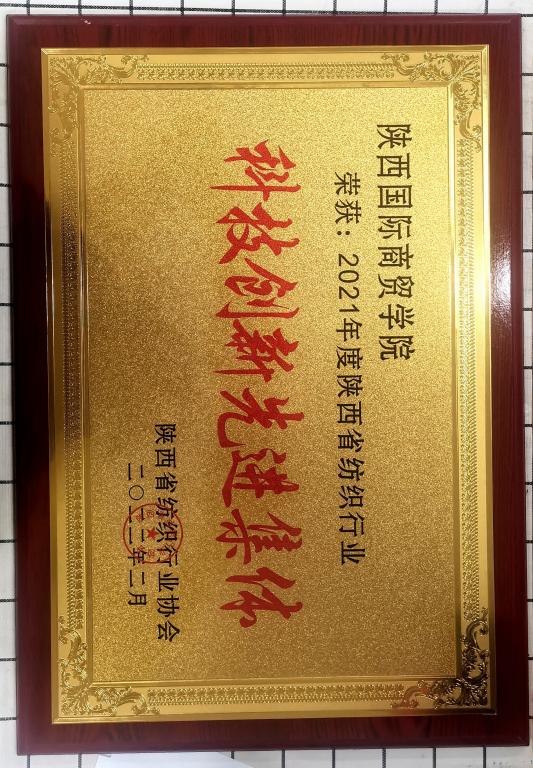 陕西国际商贸学院
荣获：2021年度陕西省纺织行业
科技创新先进集体
陕西省纺织行业协会
二〇二二年二月